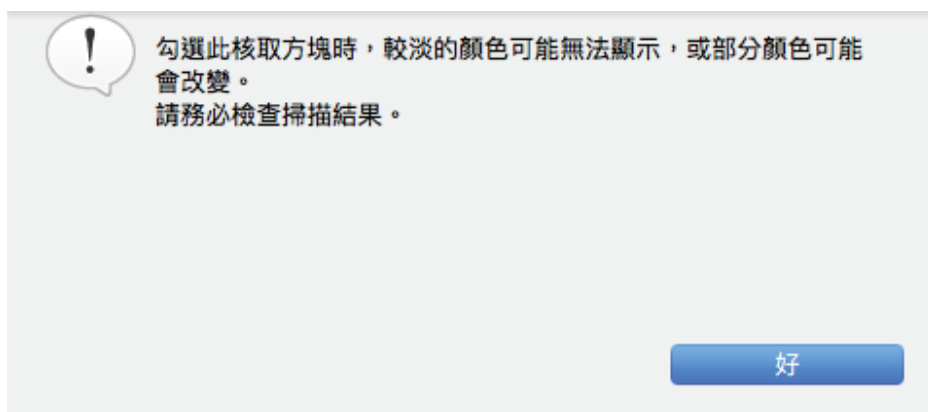 勾選此核取方塊時，較淡的顏色可能無法顯示，或部分顏色可能
會改變。
請務必檢查掃描結果。
好